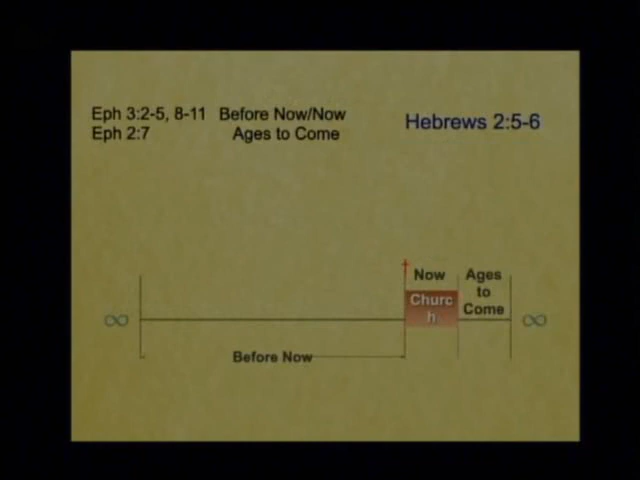 Eph 3:2-5, 8-11 Before Now/Now
Eph 2:7 Ages to Come
Hebrews 2:5-6
Now
Ages
to
Come
Churc
h
∞
∞
Before Now